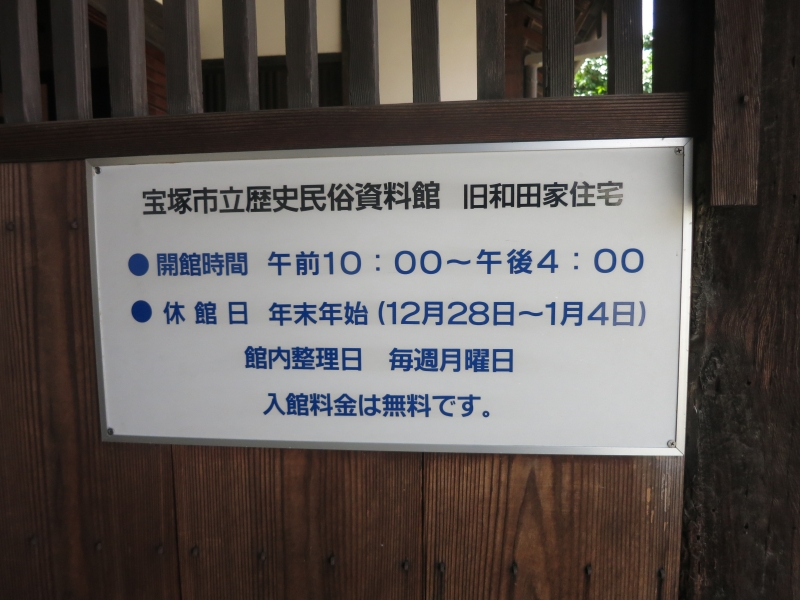 宝塚市立歴史民俗資料館 旧和田家住宅
●開館時間 午前10：00～午後4：00
●休館日 年末年始(12月28日～1月4日)
館内整理日 毎週月曜日
入館料金は無料です。